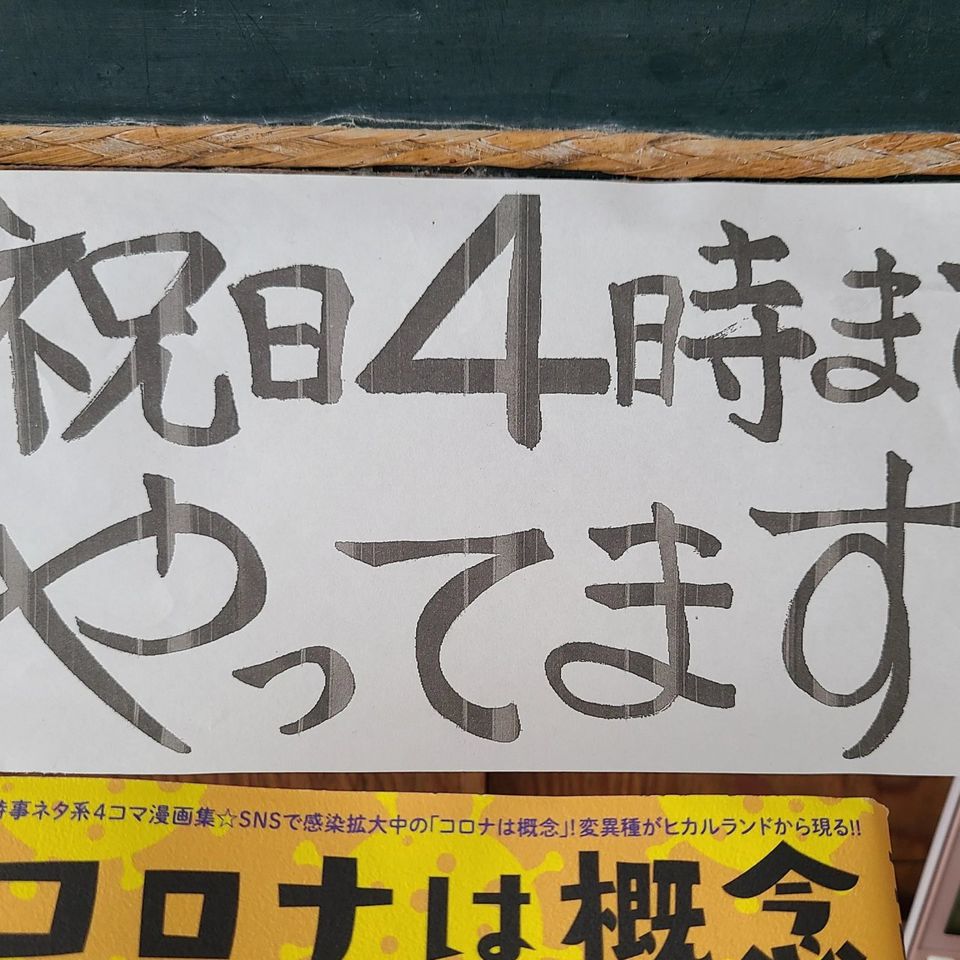 祝日4時まで
やってます
時事ネタ系4コマ漫画集☆SNSで感染拡大中の「コロナは概念」!変異種がヒカルランドから現る!!
コロナは概念